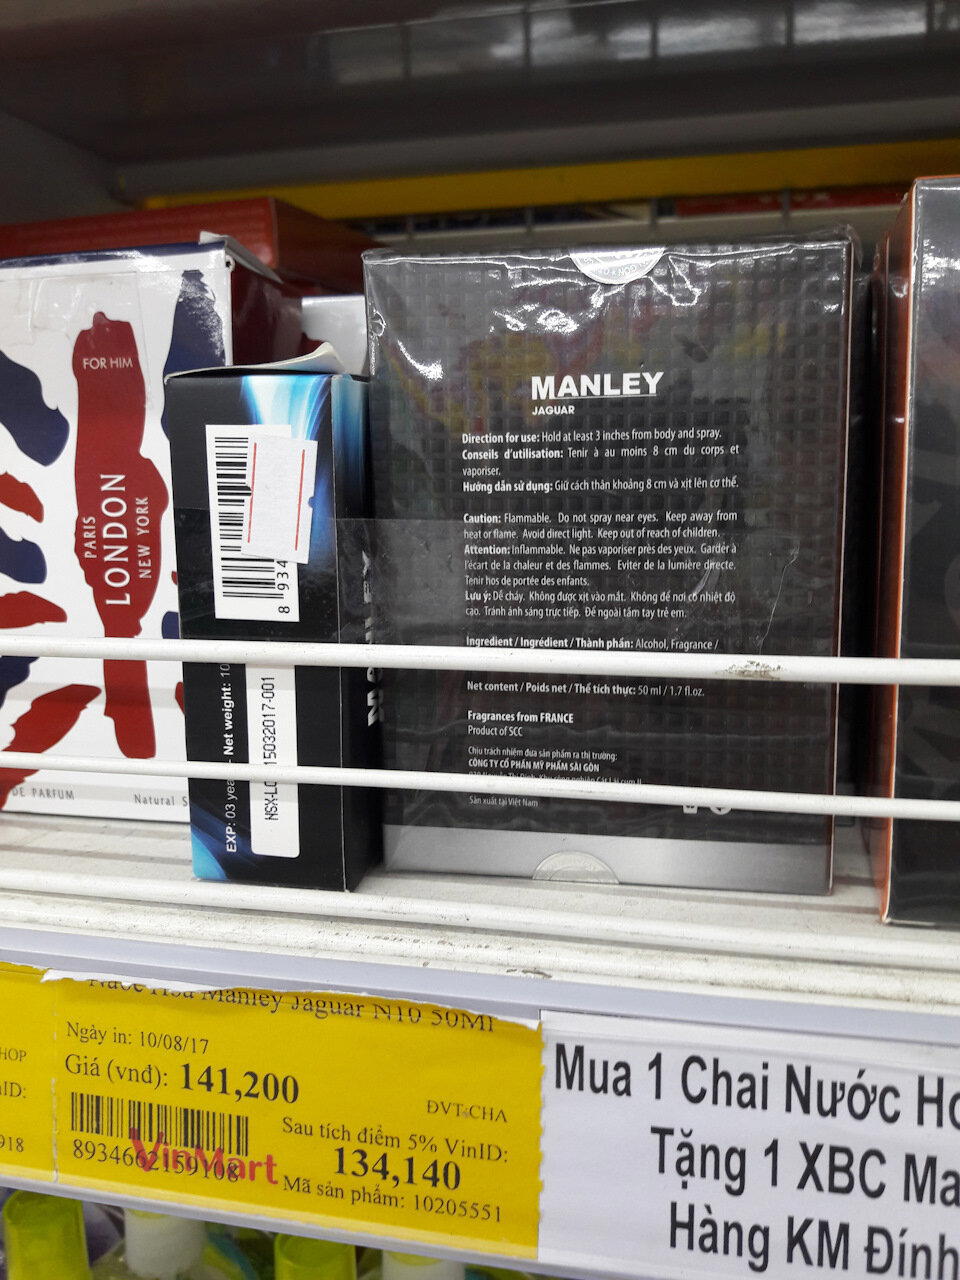 FOR HIM
PARIS
LONDON
NEW YORK
DE PARFUM
Natural S
8 934
EXP: 03 yea
Net weight: 10
15032017-001
MANLEY
JAGUAR
Direction for use: Hold at least 3 inches from body and spray.
Conseils d'utilisation: Tenir à au moins 8 cm du corps et
vaporiser.
Hướng dẫn sử dụng: Giữ cách thân khoảng 8 cm và xịt lên cơ thể.
Caution: Flammable. Do not spray near eyes. Keep away from
heat or flame. Avoid direct light. Keep out of reach of children.
Attention: Inflammable. Ne pas vaporiser près des yeux. Garder à
l'écart de la chaleur et des flammes. Eviter de la lumière directe.
Tenir hos de portée des enfants.
Lưu ý: Dễ cháy. Không được xịt vào mắt. Không để nơi có nhiệt độ
cao. Tránh ánh sáng trực tiếp. Để ngoài tầm tay trẻ em.
Ingredient / Ingrédient / Thành phần: Alcohol, Fragrance /
Net content / Poids net / Thể tích thực: 50 ml / 1.7 fl.oz.
Fragrances from FRANCE
Product of SCC
Chịu trách nhiệm đưa sản phẩm ra thị trường:
CÔNG TY CỔ PHẦN MỸ PHẨM SÀI GÒN
Sản xuất tại Việt Nam
Nước Hoa Manley Jaguar N10 50Ml
Ngày in: 10/08/17
Giá (vnđ): 141,200
ĐVT:CHA
Sau tích điểm 5% VinID:
134,140
8934662159108
VinMart
Mã sản phẩm: 10205551
HOP
ID:
918
Mua 1 Chai Nước Ho
Tặng 1 XBC Ma
Hàng KM Đính